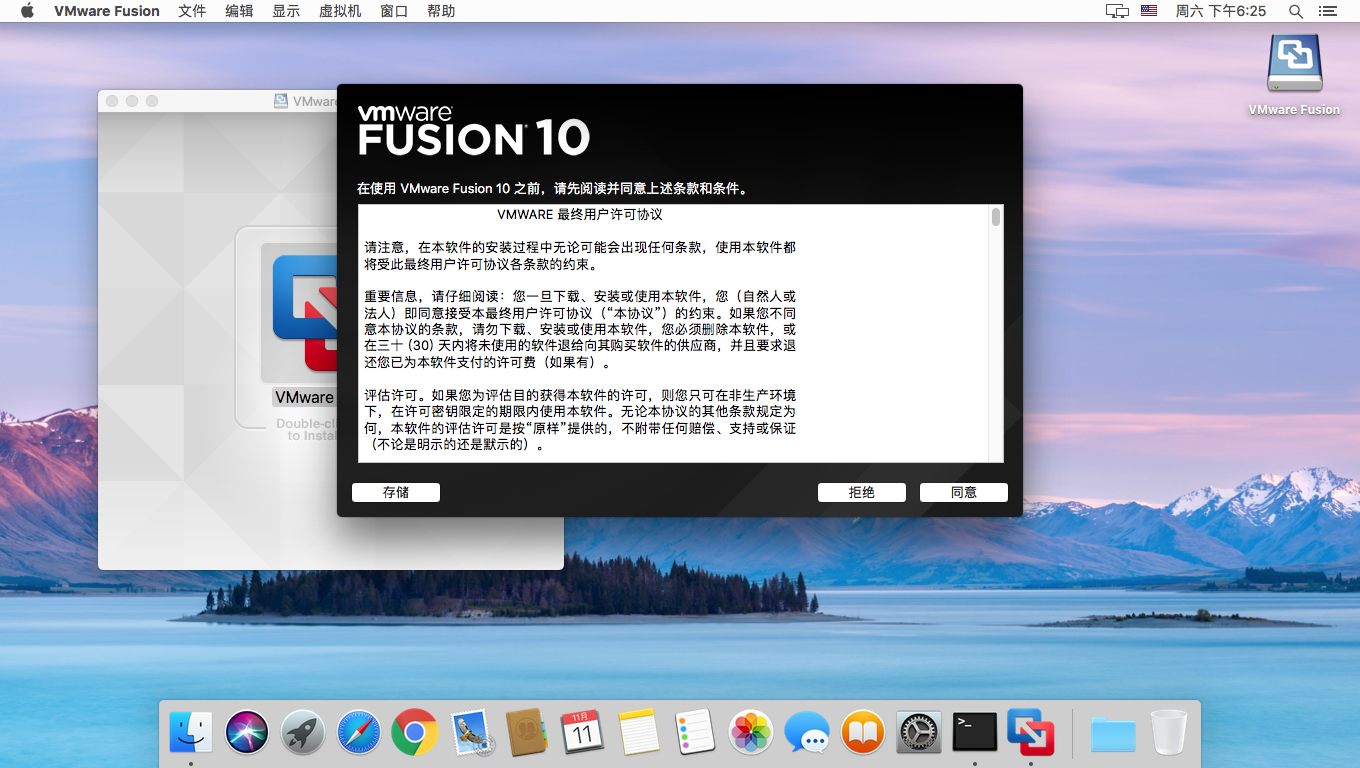 VMware Fusion 文件 编辑 显示 虚拟机 窗口 帮助 周六 下午6:25
VMware Fusion
VMware
VMware
Double-cli
to Instal
vmware
FUSION 10
在使用 VMware Fusion 10 之前，请先阅读并同意上述条款和条件。
VMWARE 最终用户许可协议
请注意，在本软件的安装过程中无论可能会出现任何条款，使用本软件都
将受此最终用户许可协议各条款的约束。
重要信息，请仔细阅读：您一旦下载、安装或使用本软件，您（自然人或
法人）即同意接受本最终用户许可协议（“本协议”）的约束。如果您不同
意本协议的条款，请勿下载、安装或使用本软件，您必须删除本软件，或
在三十 (30) 天内将未使用的软件退给向其购买软件的供应商，并且要求退
还您已为本软件支付的许可费（如果有）。
评估许可。如果您为评估目的获得本软件的许可，则您只可在非生产环境
下，在许可密钥限定的期限内使用本软件。无论本协议的其他条款规定为
何，本软件的评估许可是按“原样”提供的，不附带任何赔偿、支持或保证
（不论是明示的还是默示的）。
存储 拒绝 同意
11月
11
>_